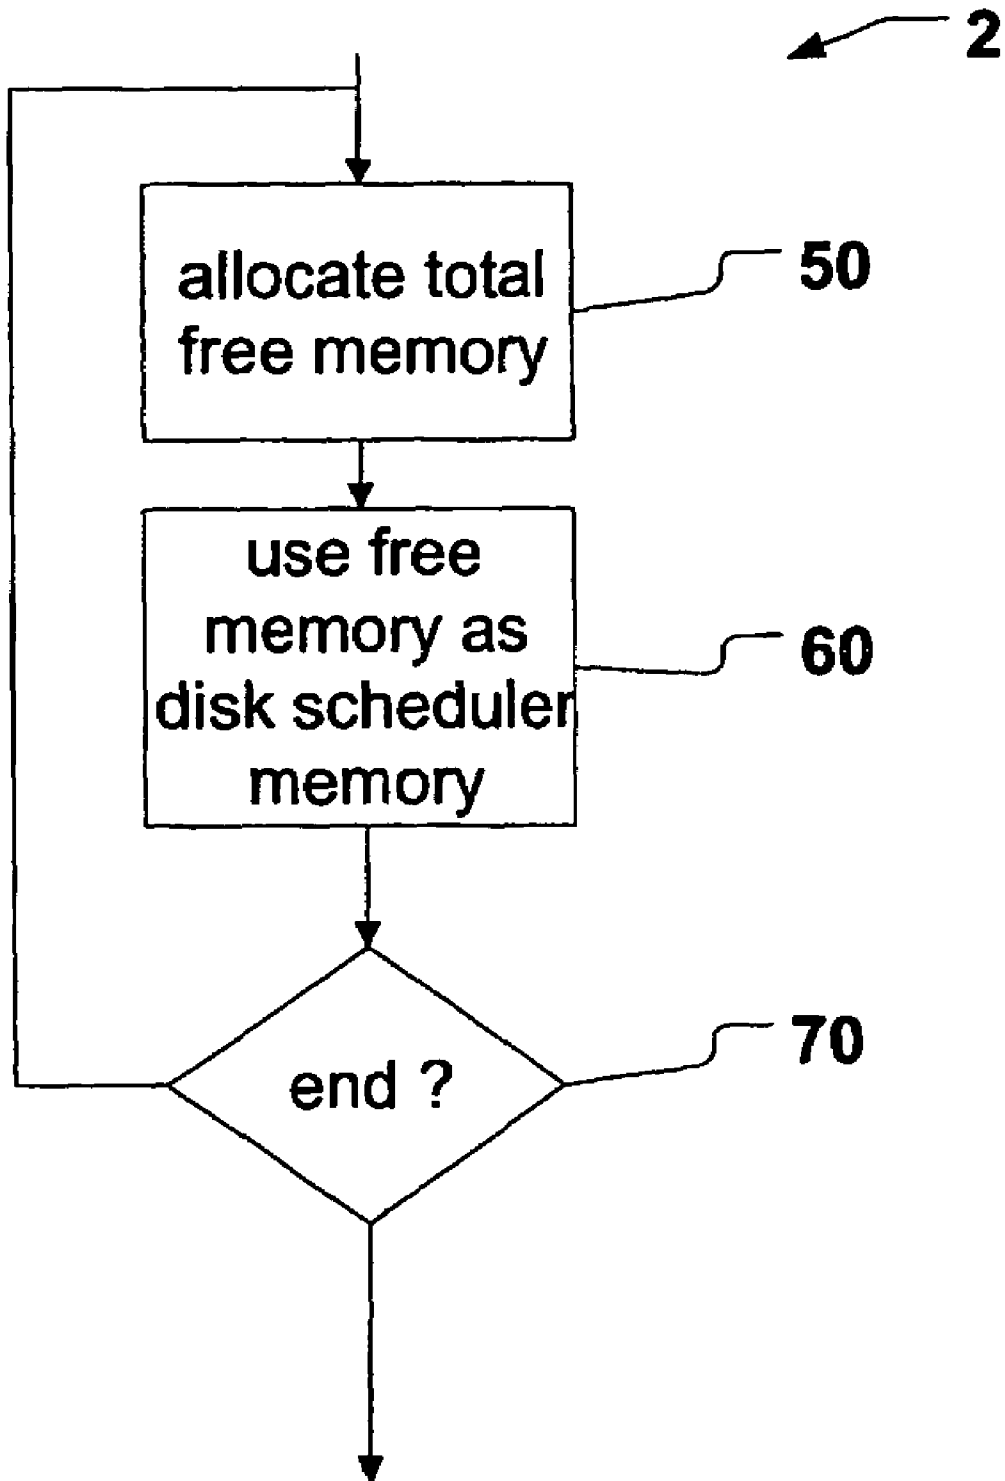 2
allocate total
free memory
50
use free
memory as
disk scheduler
memory
60
end ?
70